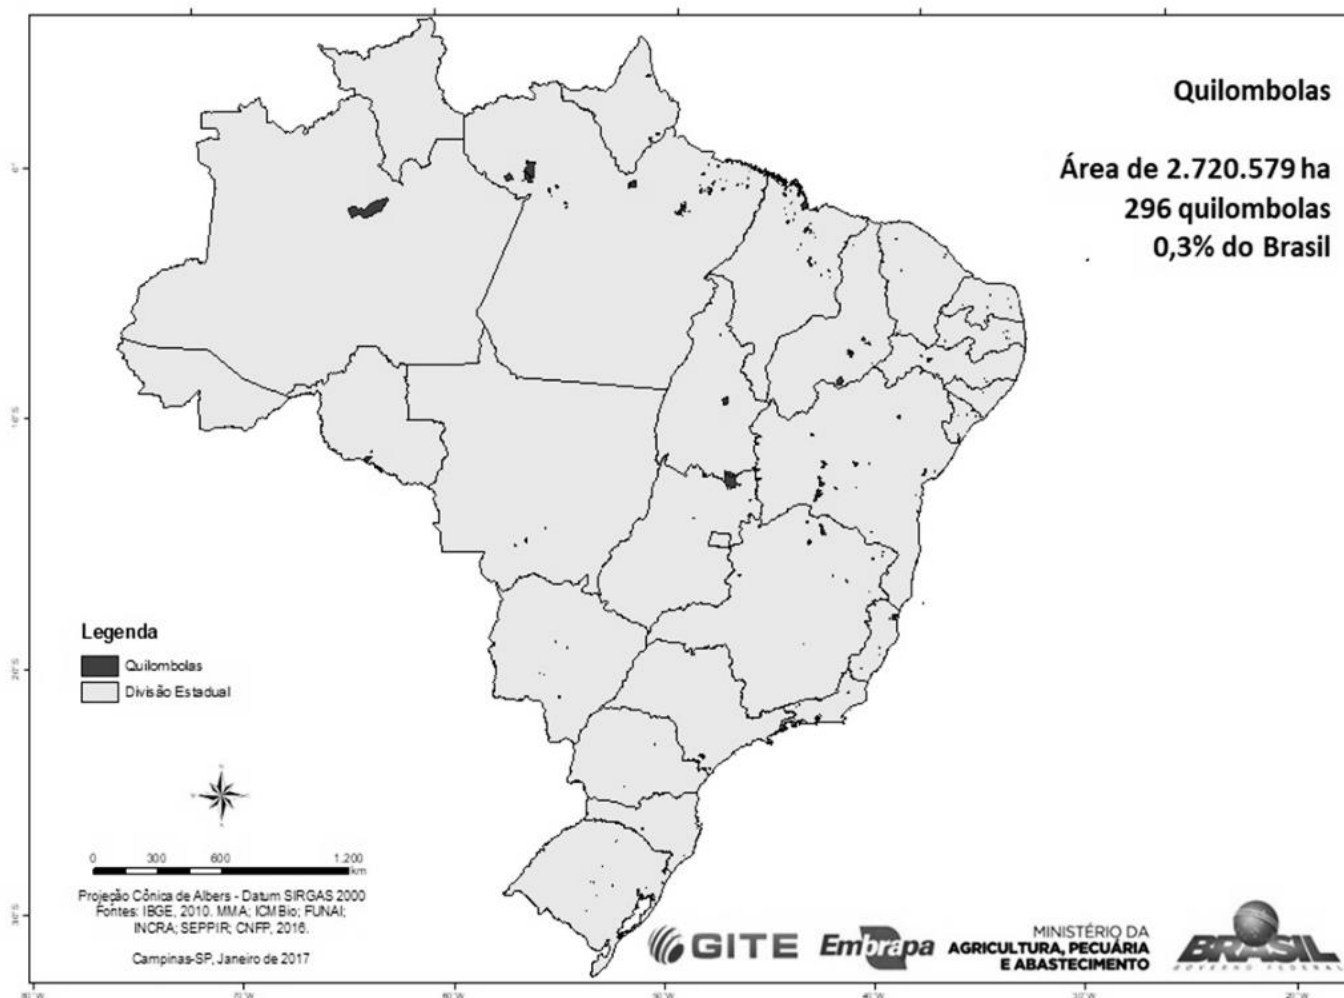 Quilombolas
Área de 2.720.579 ha
296 quilombolas
0,3% do Brasil
Legenda
Quilombolas
Divisão Estadual
0 300 600 1.200
km
Projeção Cônica de Albers - Datum SIRGAS 2000
Fontes: IBGE, 2010. MMA; ICMBio; FUNAI;
INCRA; SEPPIR; CNFP, 2016.
Campinas-SP, Janeiro de 2017
GITE
Embrapa
MINISTÉRIO DA
AGRICULTURA, PECUÁRIA
E ABASTECIMENTO
BRASIL
GOVERNO FEDERAL